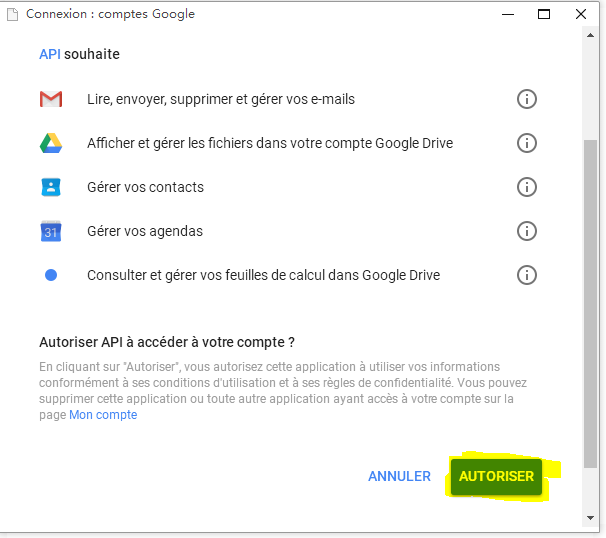 Connexion : comptes Google
API souhaite
Lire, envoyer, supprimer et gérer vos e-mails
Afficher et gérer les fichiers dans votre compte Google Drive
Gérer vos contacts
31 Gérer vos agendas
Consulter et gérer vos feuilles de calcul dans Google Drive
Autoriser API à accéder à votre compte ?
En cliquant sur "Autoriser", vous autorisez cette application à utiliser vos informations
conformément à ses conditions d'utilisation et à ses règles de confidentialité. Vous pouvez
supprimer cette application ou toute autre application ayant accès à votre compte sur la
page Mon compte
ANNULER AUTORISER